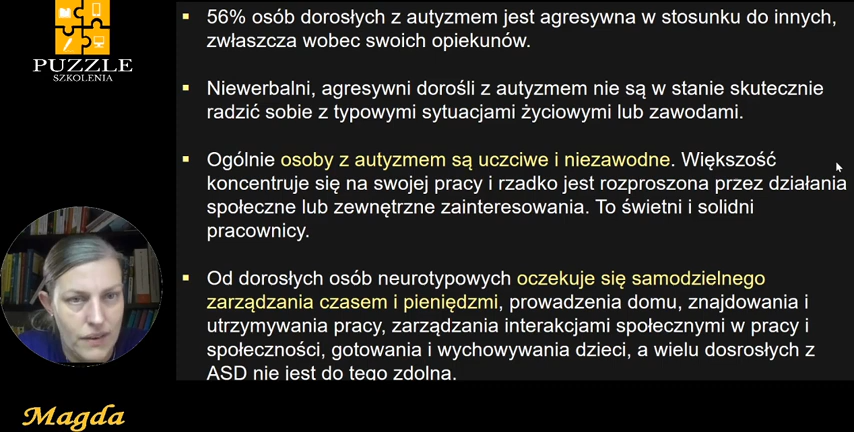 56% osób dorosłych z autyzmem jest agresywna w stosunku do innych,
zwłaszcza wobec swoich opiekunów.
PUZZLE
SZKOLENIA
Niewerbalni, agresywni dorośli z autyzmem nie są w stanie skutecznie
radzić sobie z typowymi sytuacjami życiowymi lub zawodami.
Ogólnie osoby z autyzmem są uczciwe i niezawodne. Większość
koncentruje się na swojej pracy i rzadko jest rozproszona przez działania
społeczne lub zewnętrzne zainteresowania. To świetni i solidni
pracownicy.
Od dorosłych osób neurotypowych oczekuje się samodzielnego
zarządzania czasem i pieniędzmi, prowadzenia domu, znajdowania i
utrzymywania pracy, zarządzania interakcjami społecznymi w pracy i
społeczności, gotowania i wychowywania dzieci, a wielu dosrosłych z
ASD nie jest do tego zdolna.
Magda